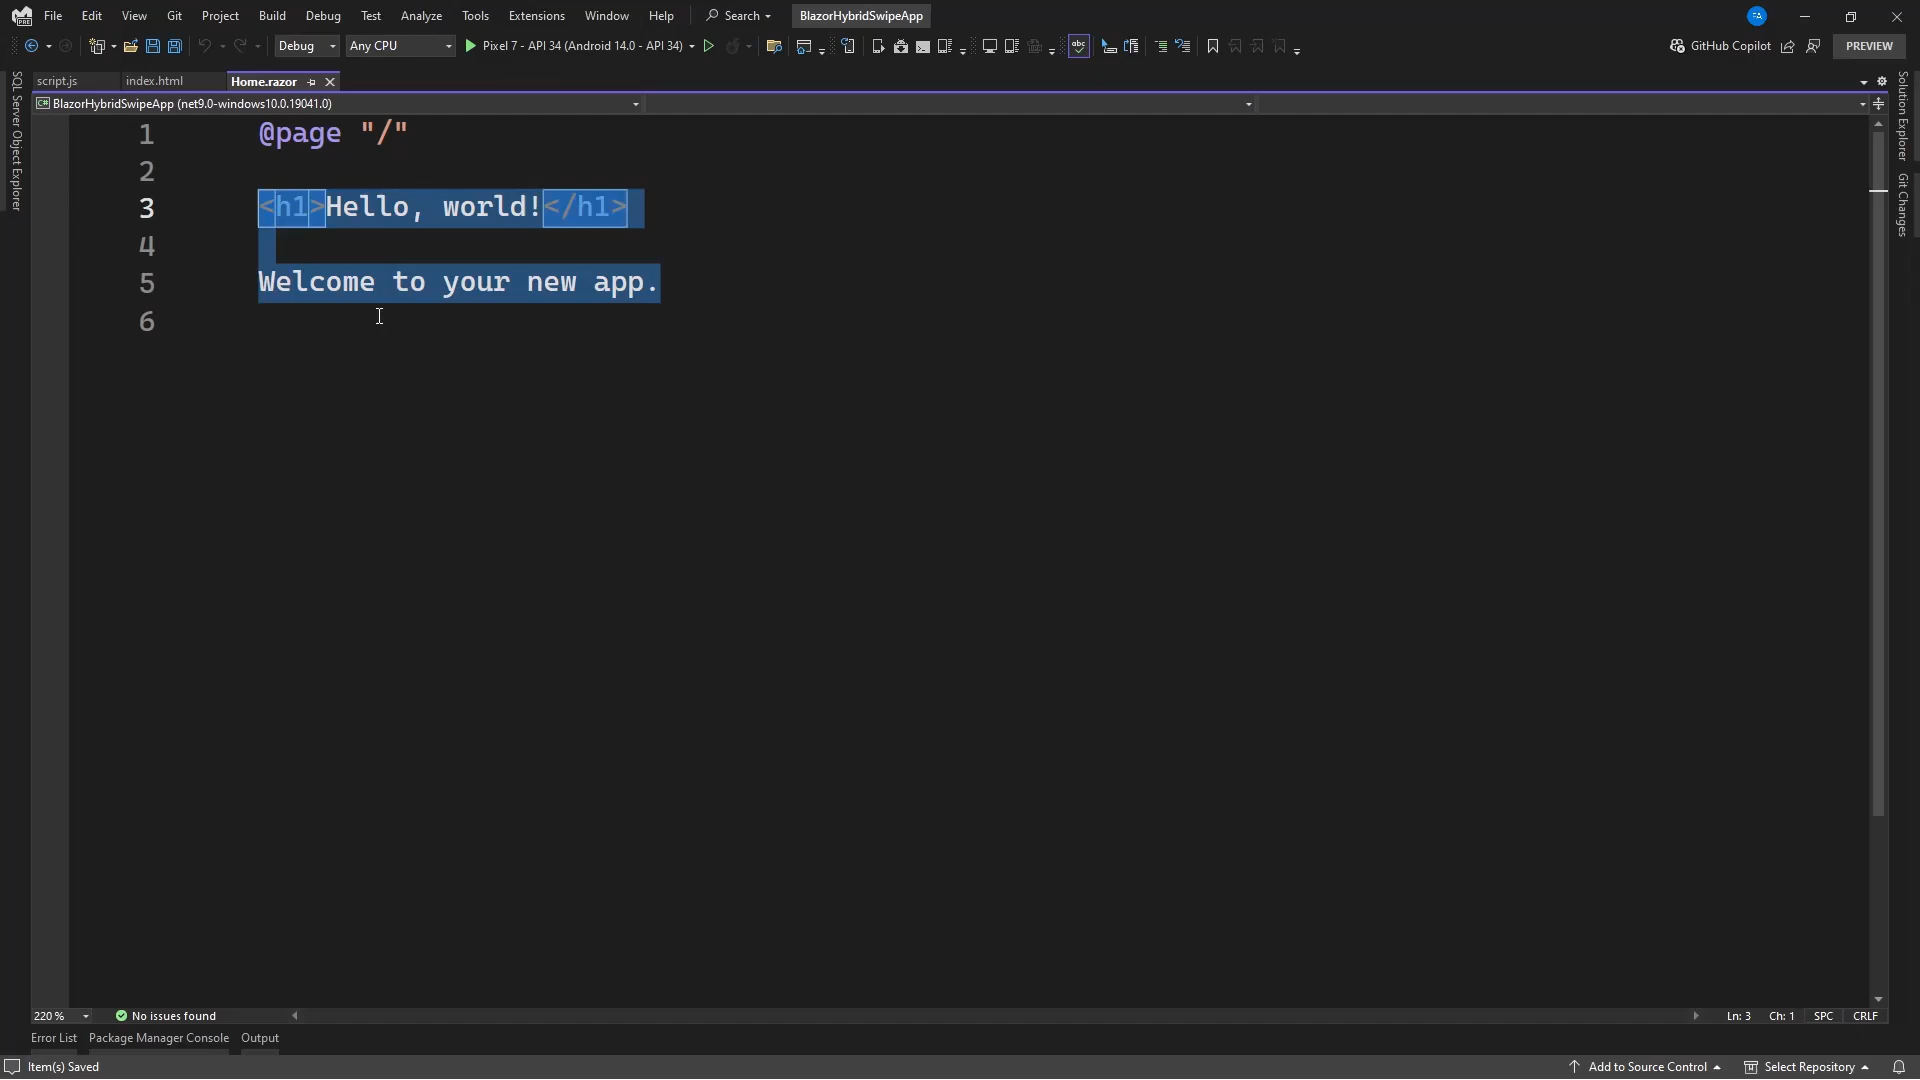 File Edit View Git Project Build Debug Test Analyze Tools Extensions Window Help Search BlazorHybridSwipeApp FA
Debug Any CPU Pixel 7 - API 34 (Android 14.0 - API 34) abc GitHub Copilot PREVIEW
script.js index.html Home.razor
C# BlazorHybridSwipeApp (net9.0-windows10.0.19041.0)
SQL Server Object Explorer
Solution Explorer
Git Changes
1 @page "/"
2
3 <h1>Hello, world!</h1>
4
5 Welcome to your new app.
6
220 % No issues found Ln: 3 Ch: 1 SPC CRLF
Error List Package Manager Console Output
Item(s) Saved Add to Source Control Select Repository